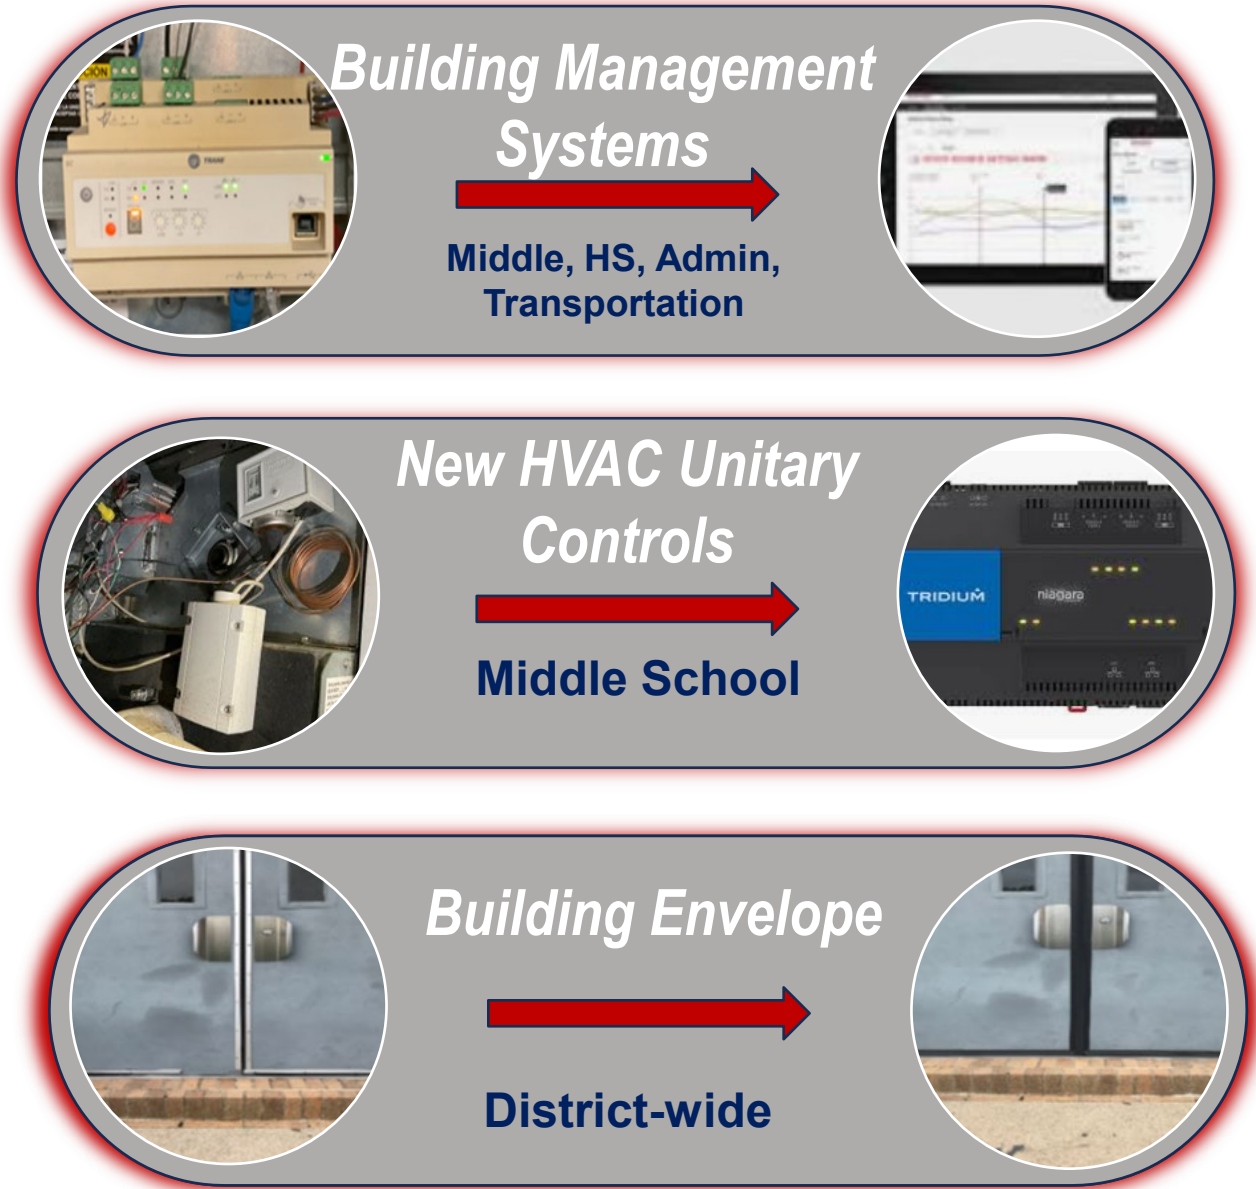 Building Management
Systems
Middle, HS, Admin,
Transportation
TRANE
New HVAC Unitary
Controls
Middle School
TRIDIUM
niagara
Building Envelope
District-wide